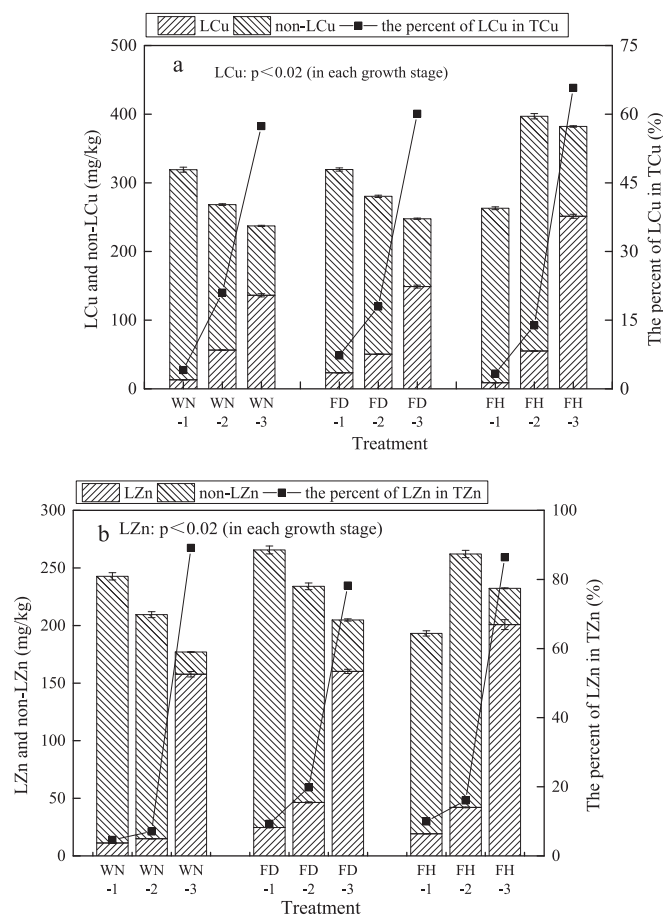 LCu non-LCu the percent of LCu in TCu
a
LCu: p<0.02 (in each growth stage)
LCu and non-LCu (mg/kg)
500
400
300
200
100
0
The percent of LCu in TCu (%)
75
60
45
30
15
0
WN WN WN FD FD FD FH FH FH
-1 -2 -3 -1 -2 -3 -1 -2 -3
Treatment
LZn non-LZn the percent of LZn in TZn
b LZn: p<0.02 (in each growth stage)
LZn and non-LZn (mg/kg)
300
250
200
150
100
50
0
The percent of LZn in TZn (%)
100
80
60
40
20
0
WN WN WN FD FD FD FH FH FH
-1 -2 -3 -1 -2 -3 -1 -2 -3
Treatment